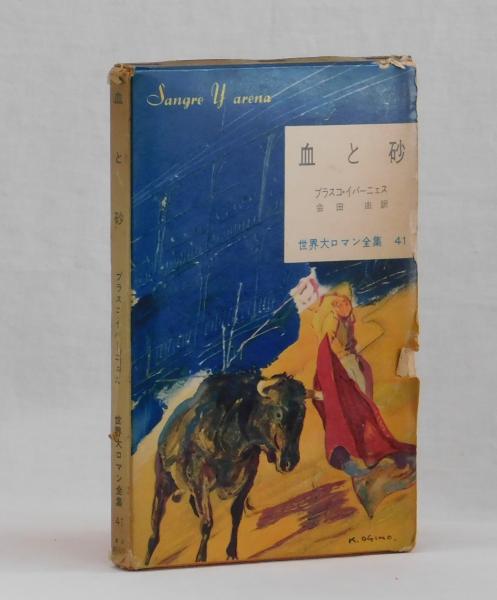 Sangre Y arena
血と砂
ブラスコ・イバーニェス
会田由訳
世界大ロマン全集 41
K. OGINO.
血と砂
ブラスコ・イバーニェス
世界大ロマン全集
41